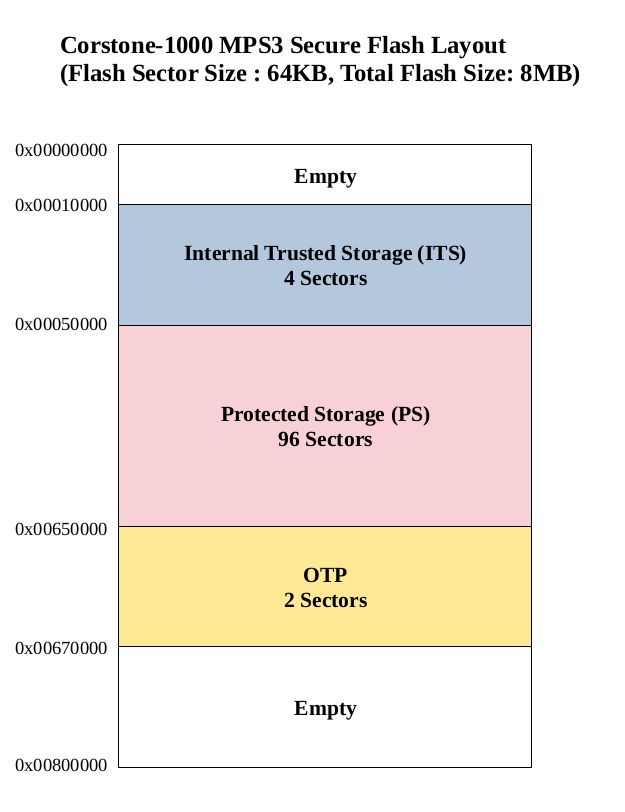 Corstone-1000 MPS3 Secure Flash Layout
(Flash Sector Size : 64KB, Total Flash Size: 8MB)
0x00000000
Empty
0x00010000
Internal Trusted Storage (ITS)
4 Sectors
0x00050000
Protected Storage (PS)
96 Sectors
0x00650000
OTP
2 Sectors
0x00670000
Empty
0x00800000